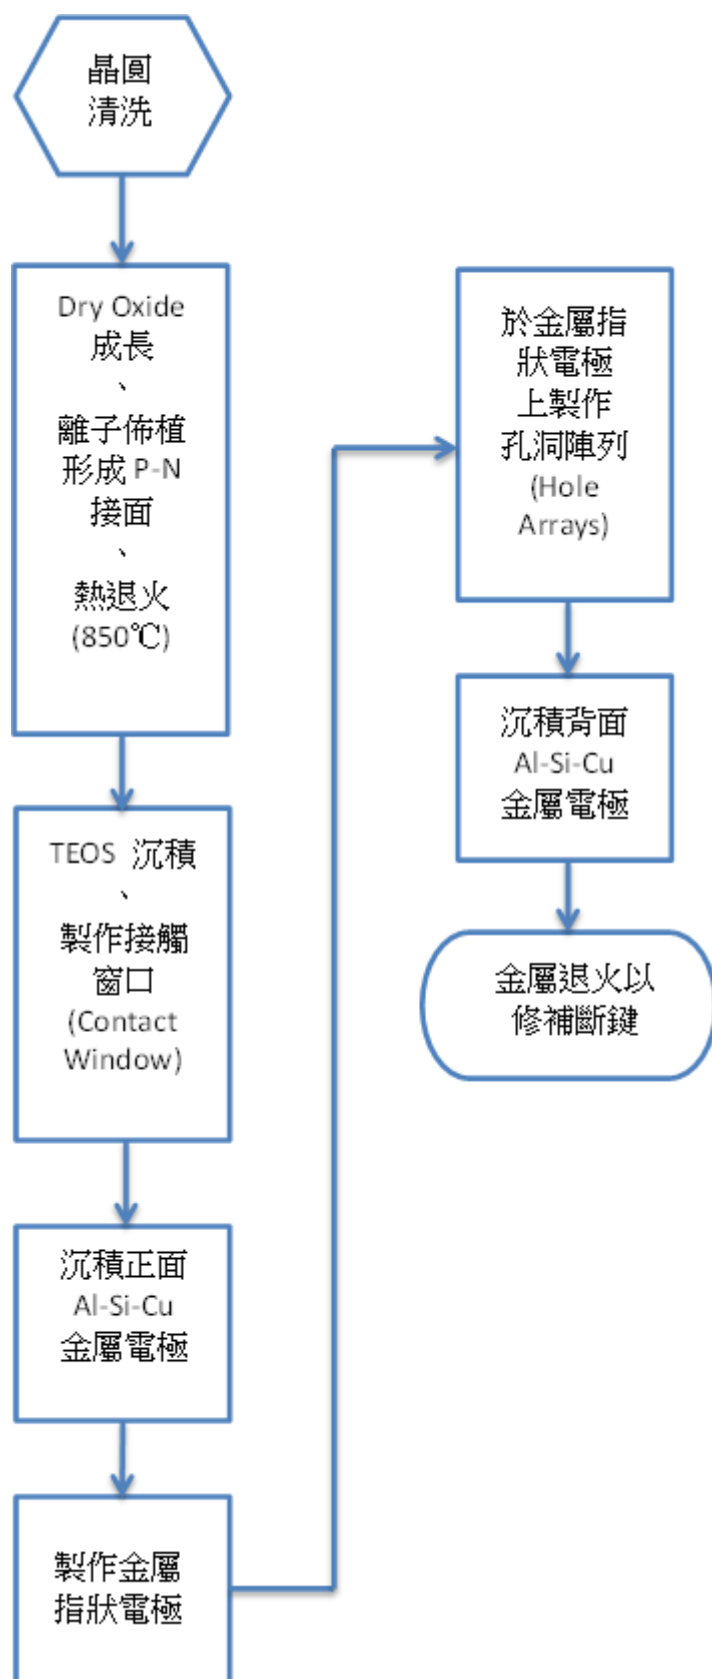 晶圓
清洗
Dry Oxide
成長
、
離子佈植
形成 P-N
接面
、
熱退火
(850℃)
TEOS 沉積
、
製作接觸
窗口
(Contact
Window)
沉積正面
Al-Si-Cu
金屬電極
製作金屬
指狀電極
於金屬指
狀電極
上製作
孔洞陣列
(Hole
Arrays)
沉積背面
Al-Si-Cu
金屬電極
金屬退火以
修補斷鍵